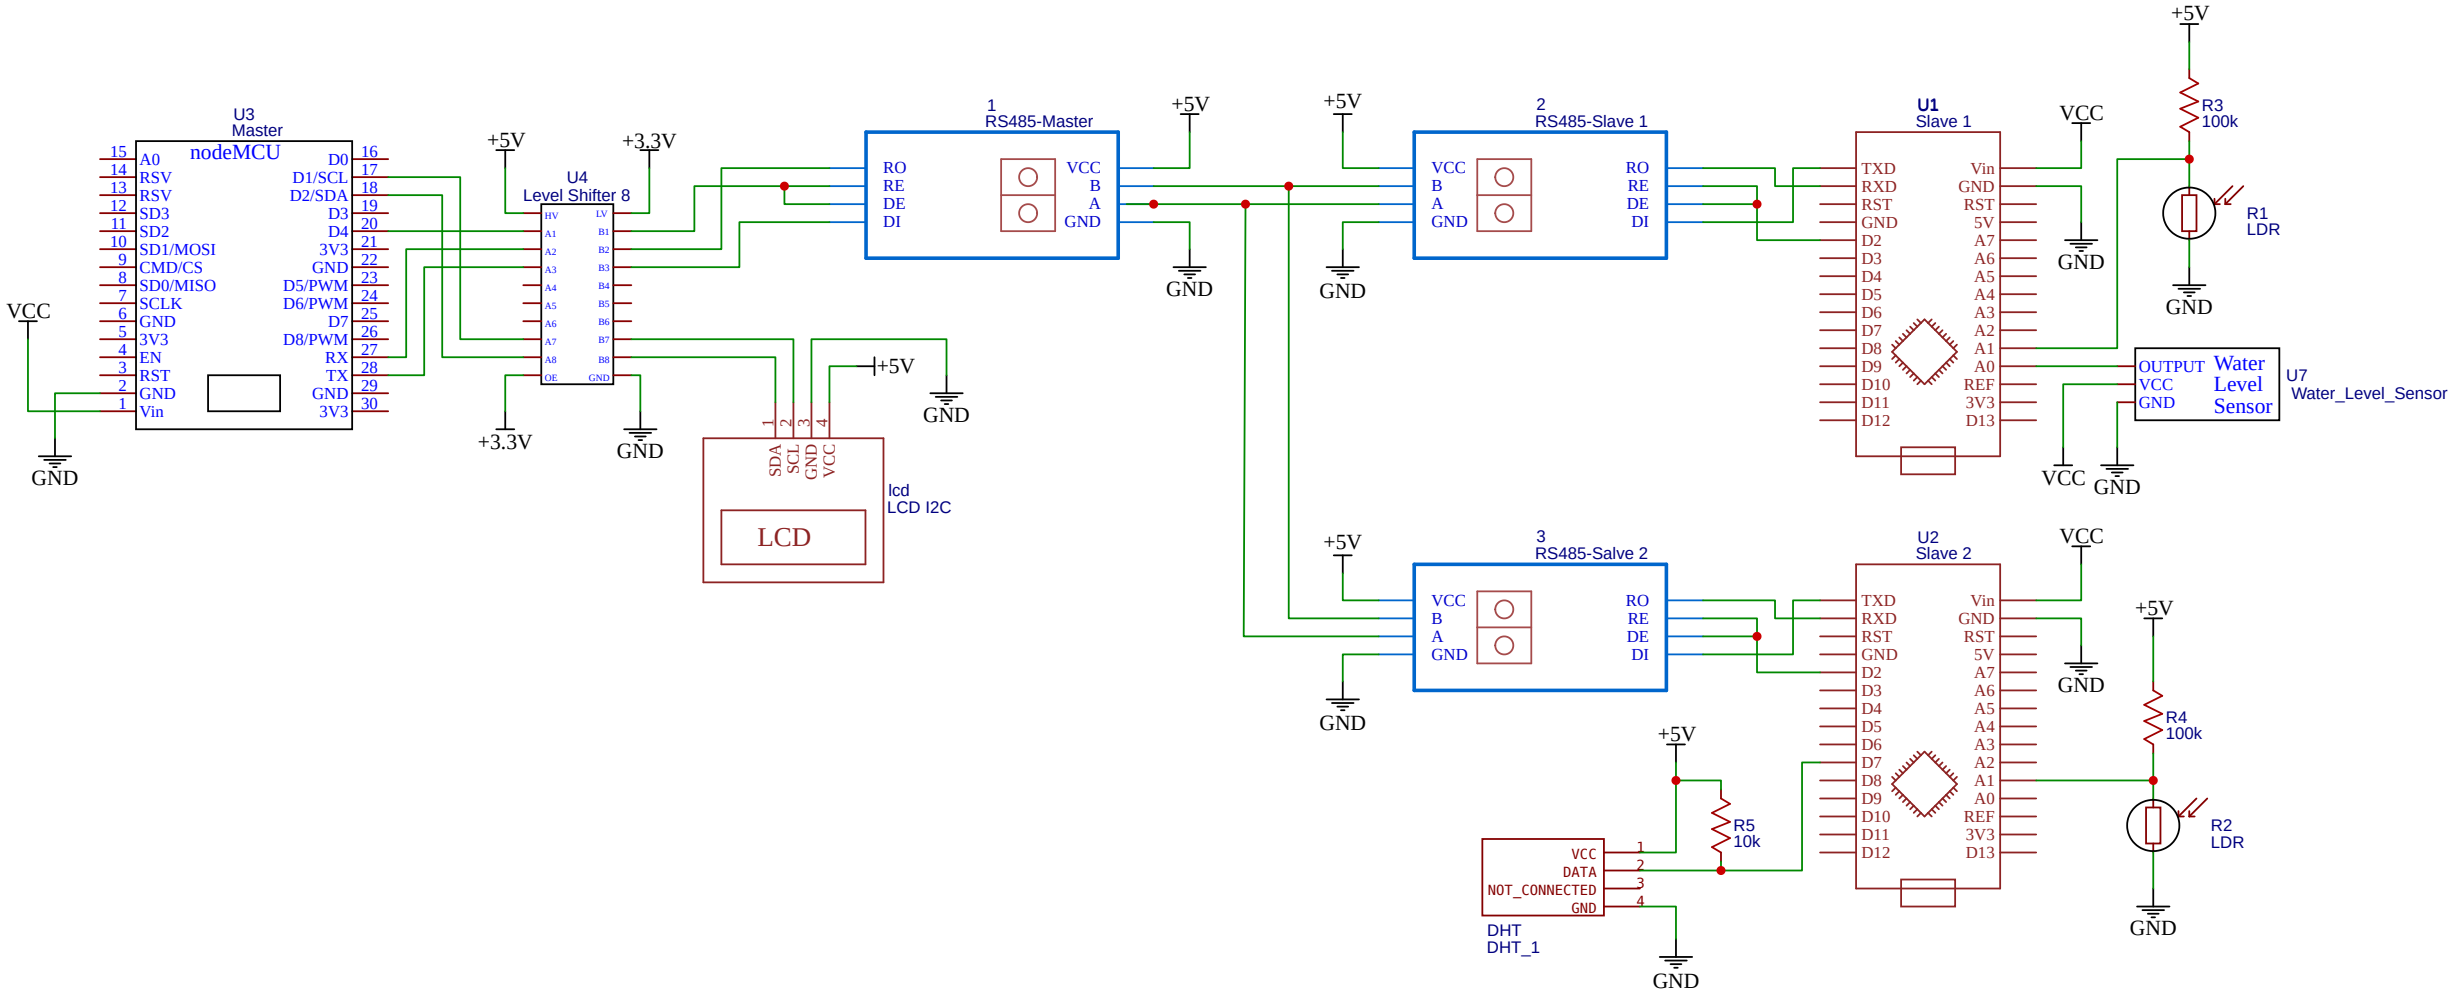 U3
Master
nodeMCU
15 A0
14 RSV
13 RSV
12 SD3
11 SD2
10 SD1/MOSI
9 CMD/CS
8 SD0/MISO
7 SCLK
6 GND
5 3V3
4 EN
3 RST
2 GND
1 Vin
D0 16
D1/SCL 17
D2/SDA 18
D3 19
D4 20
3V3 21
GND 22
D5/PWM 23
D6/PWM 24
D7 25
D8/PWM 26
RX 27
TX 28
GND 29
3V3 30
VCC
GND
+5V
+3.3V
U4
Level Shifter 8
HV LV
A1 B1
A2 B2
A3 B3
A4 B4
A5 B5
A6 B6
A7 B7
A8 B8
OE GND
+3.3V
GND
1 2 3 4
SDA SCL GND VCC
+5V
GND
lcd
LCD I2C
LCD
1
RS485-Master
RO VCC
RE B
DE A
DI GND
+5V
GND
+5V
2
RS485-Slave 1
VCC RO
B RE
A DE
GND DI
GND
U1
Slave 1
TXD Vin
RXD GND
RST RST
GND 5V
D2 A7
D3 A6
D4 A5
D5 A4
D6 A3
D7 A2
D8 A1
D9 A0
D10 REF
D11 3V3
D12 D13
VCC
GND
+5V
R3
100k
R1
LDR
GND
OUTPUT
VCC
GND
Water
Level
Sensor
U7
Water_Level_Sensor
VCC
GND
+5V
3
RS485-Salve 2
VCC RO
B RE
A DE
GND DI
GND
U2
Slave 2
TXD Vin
RXD GND
RST RST
GND 5V
D2 A7
D3 A6
D4 A5
D5 A4
D6 A3
D7 A2
D8 A1
D9 A0
D10 REF
D11 3V3
D12 D13
VCC
GND
+5V
R4
100k
R2
LDR
GND
+5V
R5
10k
VCC 1
DATA 2
NOT_CONNECTED 3
GND 4
DHT
DHT_1
GND